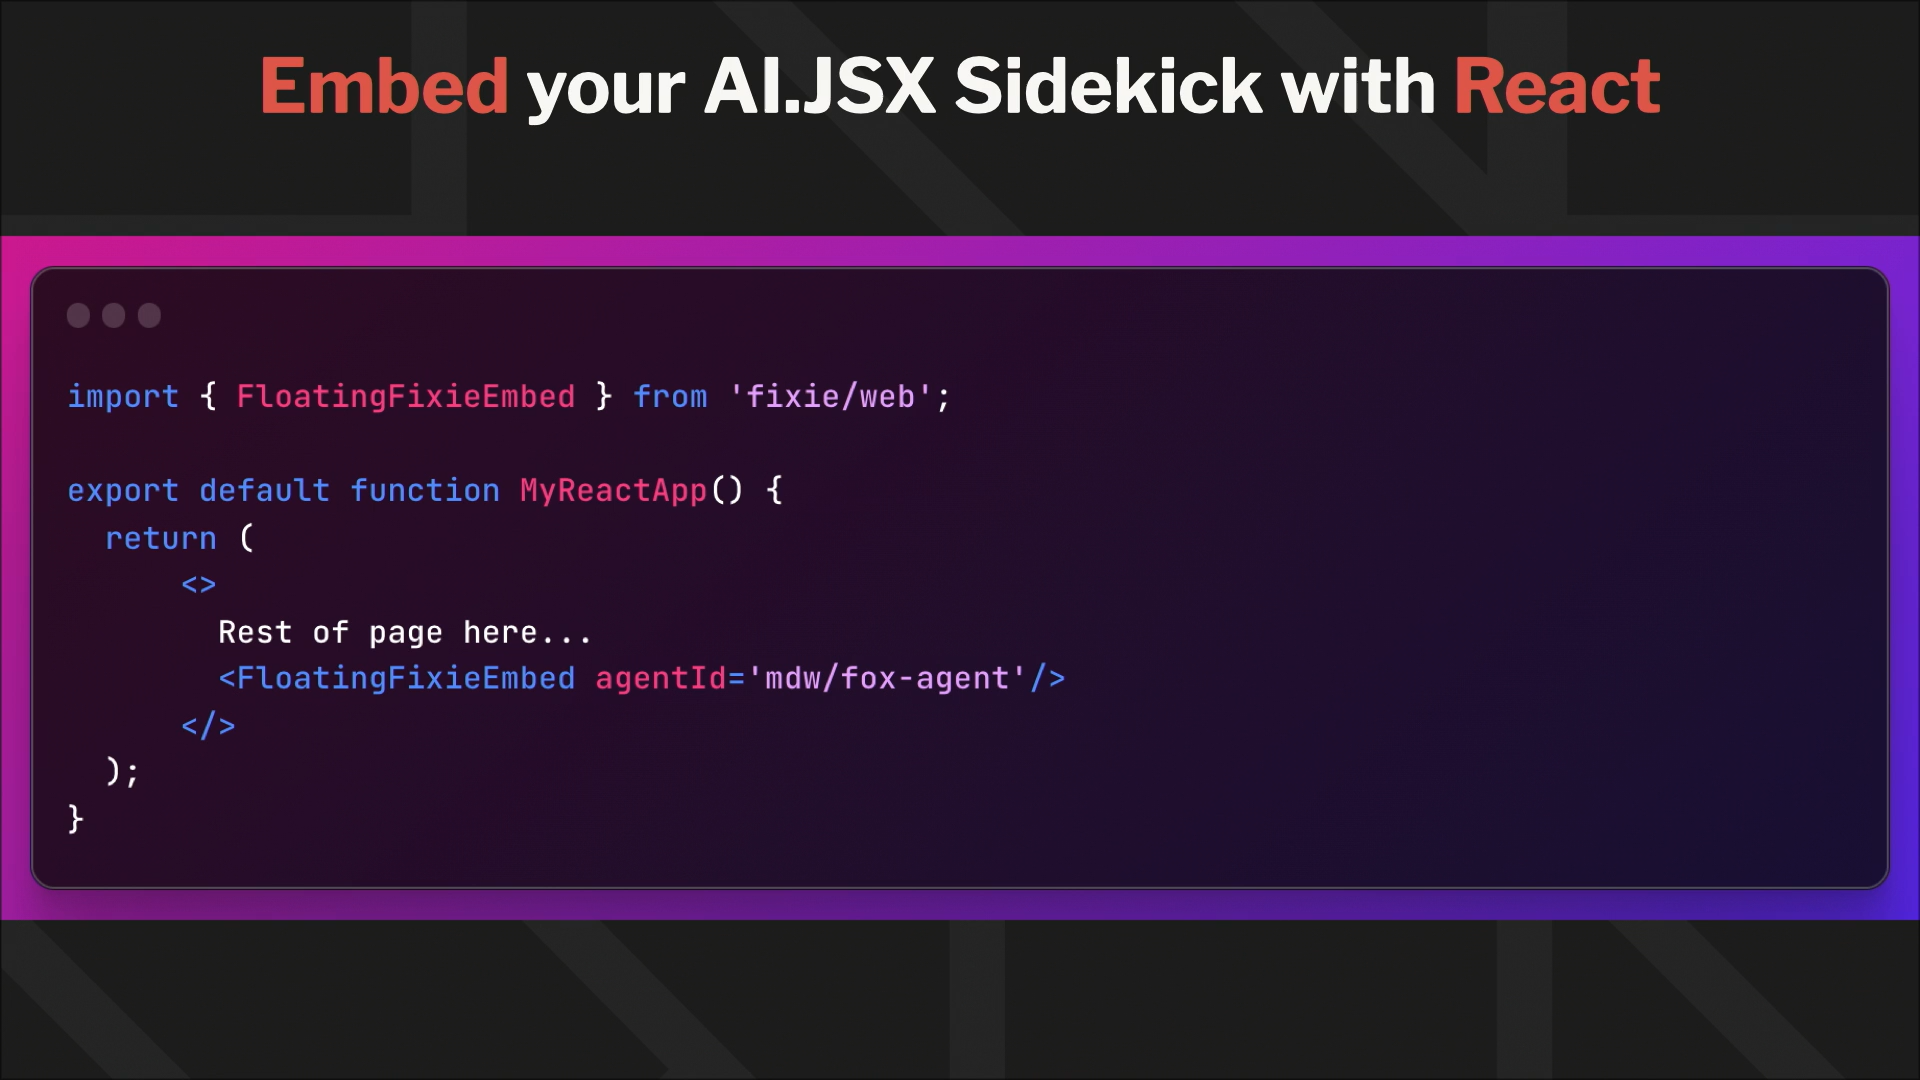 Embed your AI.JSX Sidekick with React
import { FloatingFixieEmbed } from 'fixie/web';
export default function MyReactApp() {
return (
<>
Rest of page here...
<FloatingFixieEmbed agentId='mdw/fox-agent'/>
</>
);
}